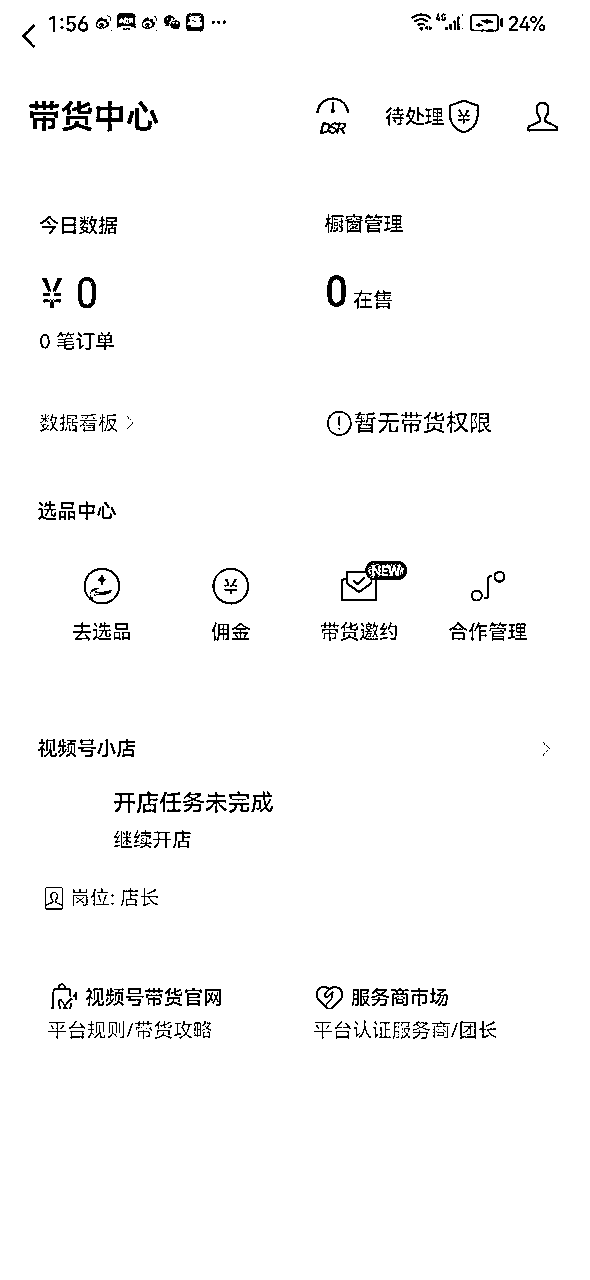 1:56 ··· 4G 24%
带货中心 DSR 待处理
今日数据 橱窗管理
¥ 0 0 在售
0 笔订单
数据看板 暂无带货权限
选品中心
NEW
去选品 佣金 带货邀约 合作管理
视频号小店
开店任务未完成
继续开店
岗位: 店长
视频号带货官网 服务商市场
平台规则/带货攻略 平台认证服务商/团长